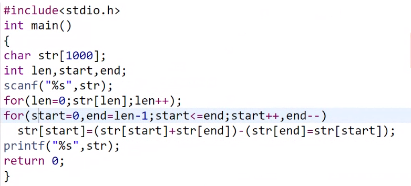 #include<stdio.h>
int main()
{
char str[1000];
int len,start,end;
scanf("%s",str);
for(len=0;str[len];len++);
for(start=0,end=len-1;start<=end;start++,end--)
str[start]=(str[start]+str[end])-(str[end]=str[start]);
printf("%s",str);
return 0;
}